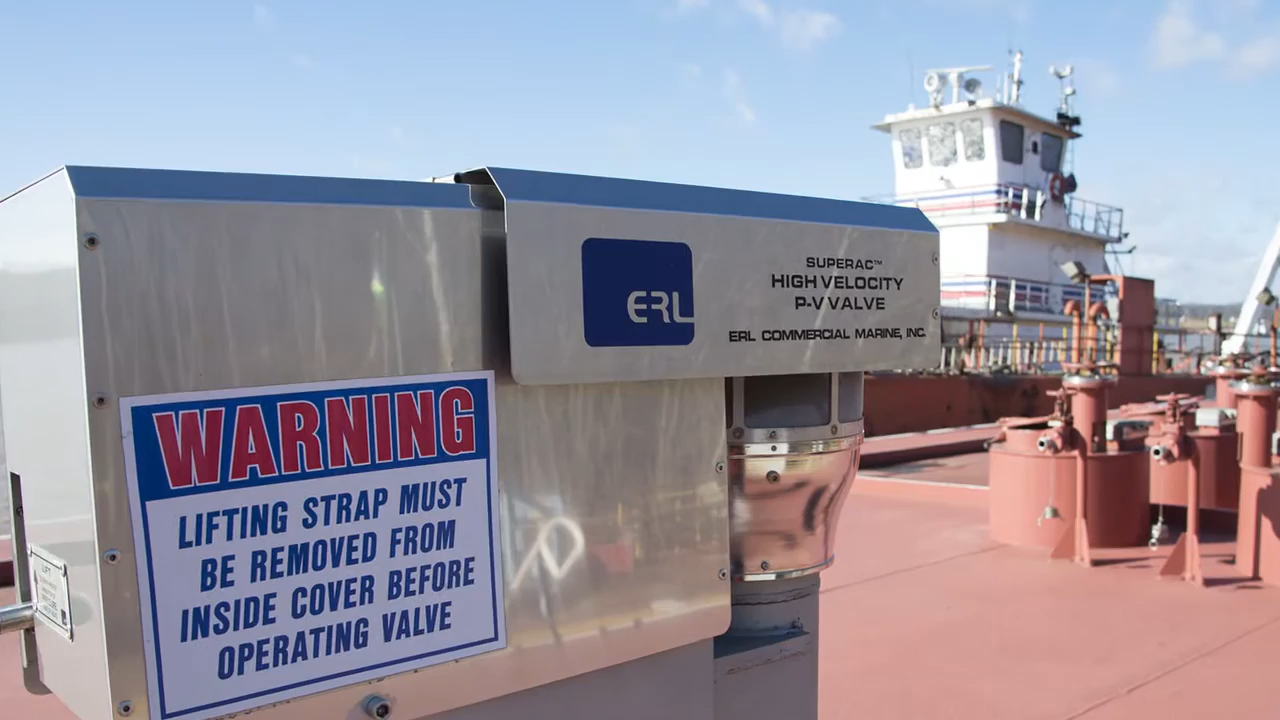 ERL
SUPERAC™
HIGH VELOCITY
P-V VALVE
ERL COMMERCIAL MARINE, INC.
WARNING
LIFTING STRAP MUST
BE REMOVED FROM
INSIDE COVER BEFORE
OPERATING VALVE
LIFT